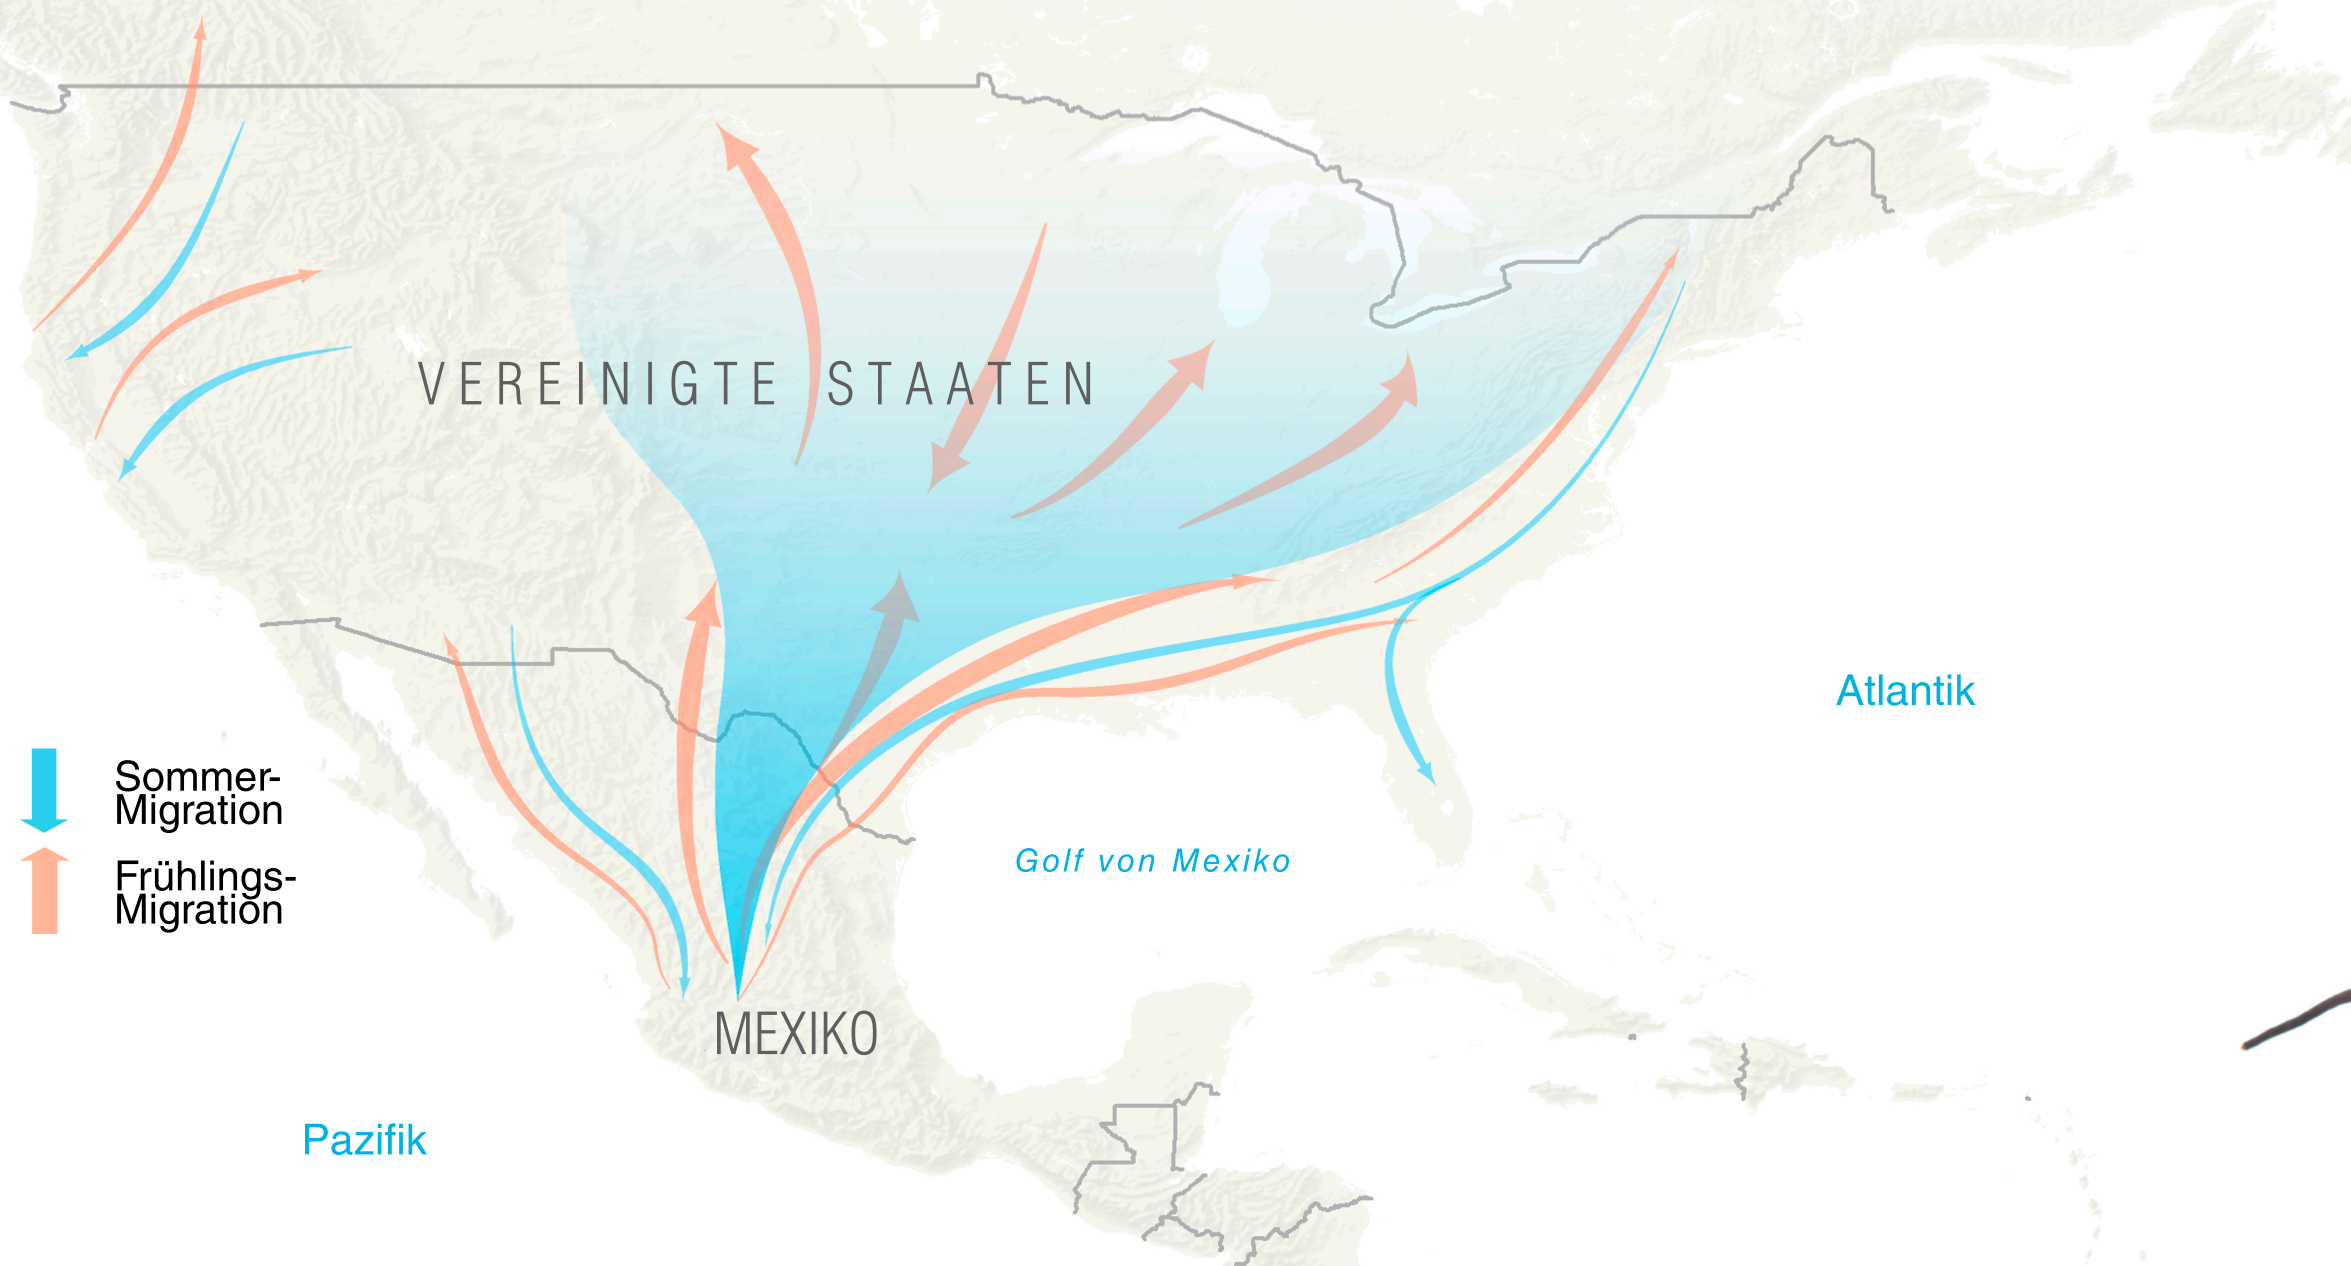 VEREINIGTE STAATEN
Atlantik
Sommer-
Migration
Golf von Mexiko
Frühlings-
Migration
MEXIKO
Pazifik